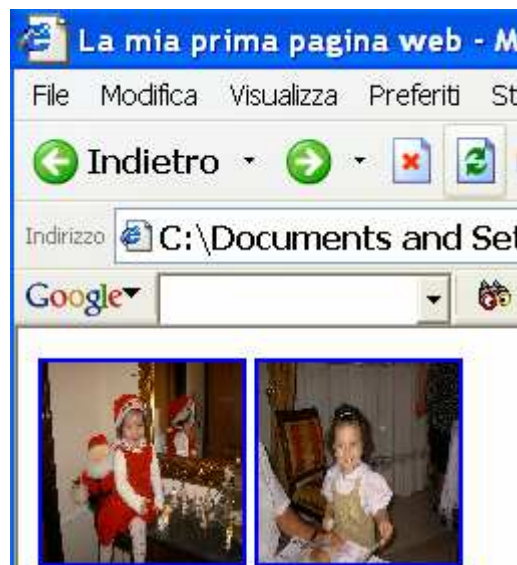 La mia prima pagina web - M
File Modifica Visualizza Preferiti St
Indietro
Indirizzo C:\Documents and Set
Google